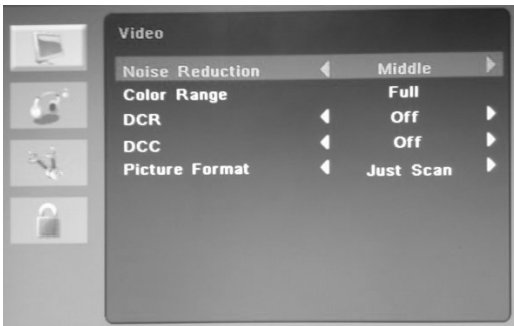 Video
Noise Reduction Middle
Color Range Full
DCR Off
DCC Off
Picture Format Just Scan